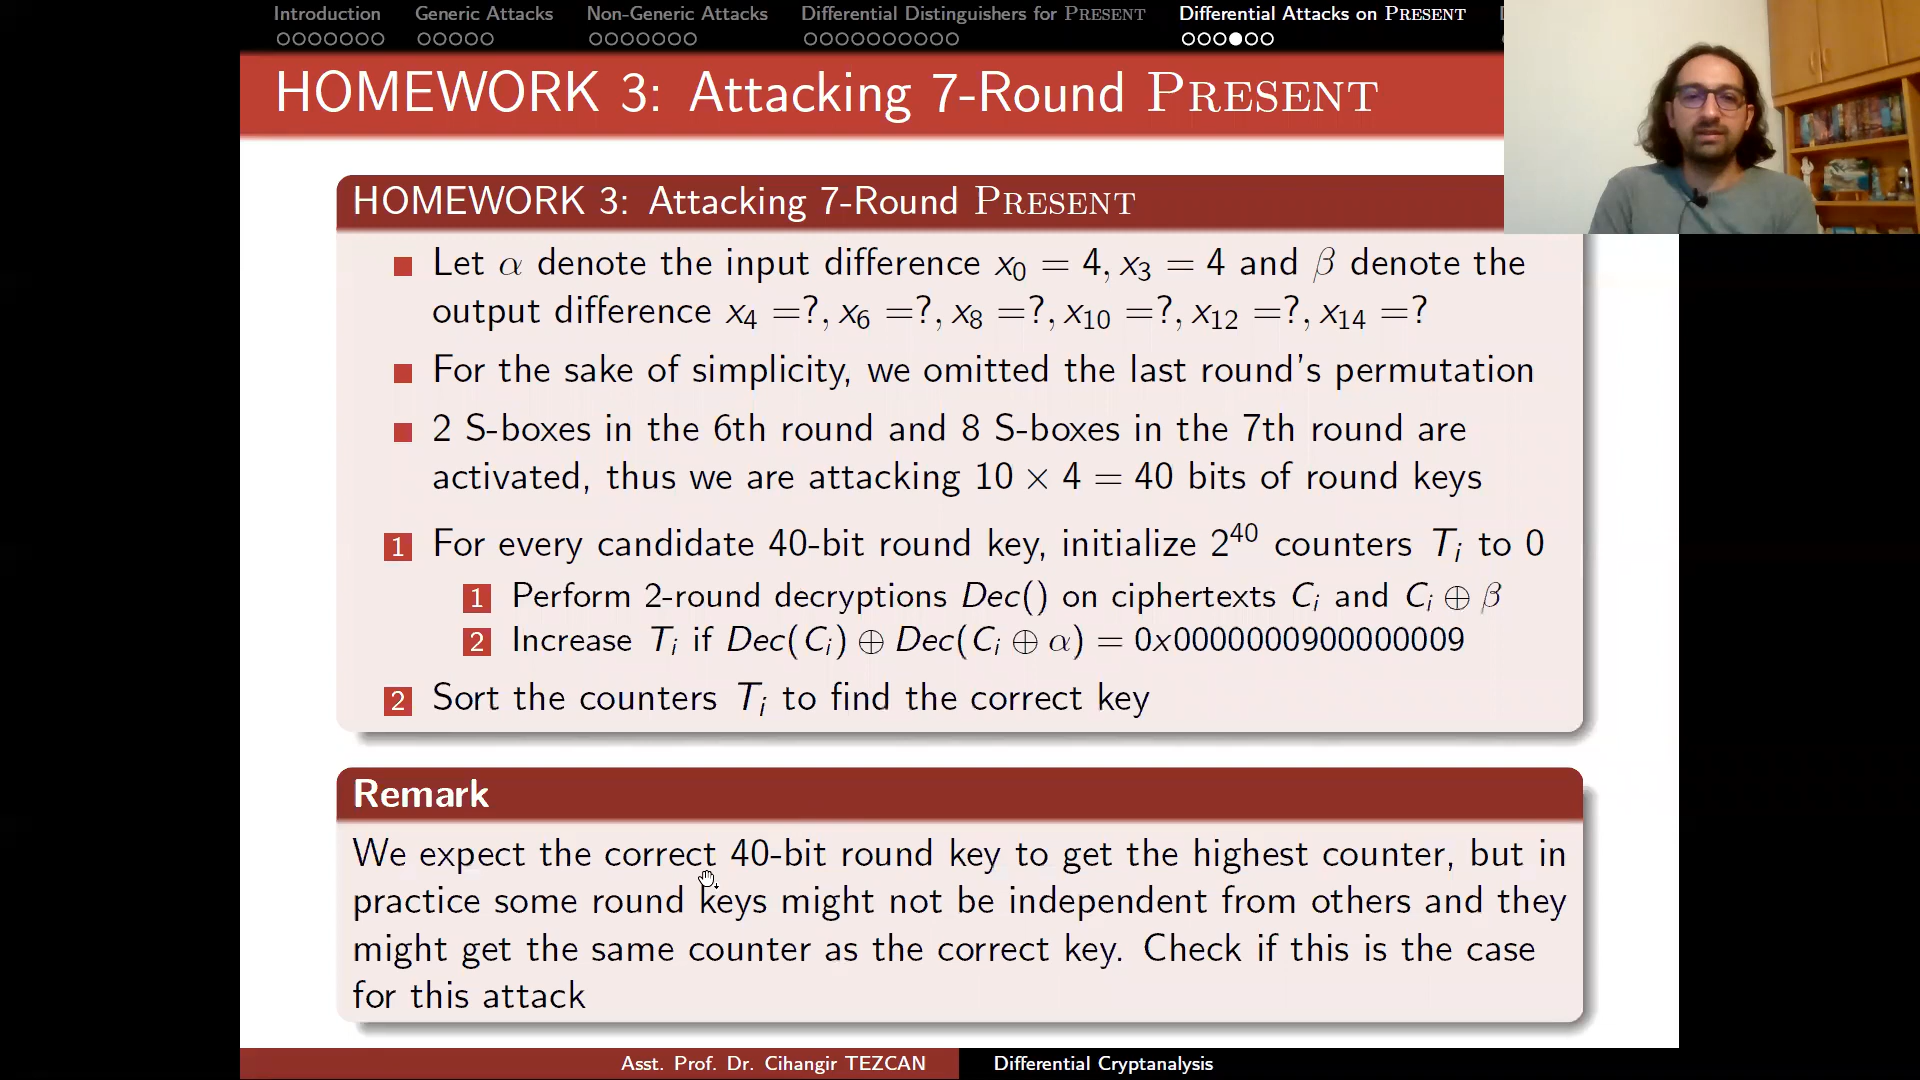 Introduction Generic Attacks Non-Generic Attacks Differential Distinguishers for PRESENT Differential Attacks on PRESENT
HOMEWORK 3: Attacking 7-Round PRESENT
HOMEWORK 3: Attacking 7-Round PRESENT
Let α denote the input difference x₀ = 4, x₃ = 4 and β denote the
output difference x₄ =?, x₆ =?, x₈ =?, x₁₀ =?, x₁₂ =?, x₁₄ =?
For the sake of simplicity, we omitted the last round's permutation
2 S-boxes in the 6th round and 8 S-boxes in the 7th round are
activated, thus we are attacking 10 × 4 = 40 bits of round keys
1 For every candidate 40-bit round key, initialize 2⁴⁰ counters Tᵢ to 0
1 Perform 2-round decryptions Dec() on ciphertexts Cᵢ and Cᵢ ⊕ β
2 Increase Tᵢ if Dec(Cᵢ) ⊕ Dec(Cᵢ ⊕ α) = 0x0000000900000009
2 Sort the counters Tᵢ to find the correct key
Remark
We expect the correct 40-bit round key to get the highest counter, but in
practice some round keys might not be independent from others and they
might get the same counter as the correct key. Check if this is the case
for this attack
Asst. Prof. Dr. Cihangir TEZCAN Differential Cryptanalysis